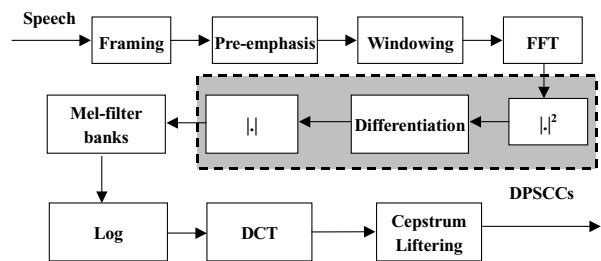 Speech
Framing
Pre-emphasis
Windowing
FFT
Mel-filter
banks
|.|
Differentiation
|.|²
DPSCCs
Log
DCT
Cepstrum
Liftering